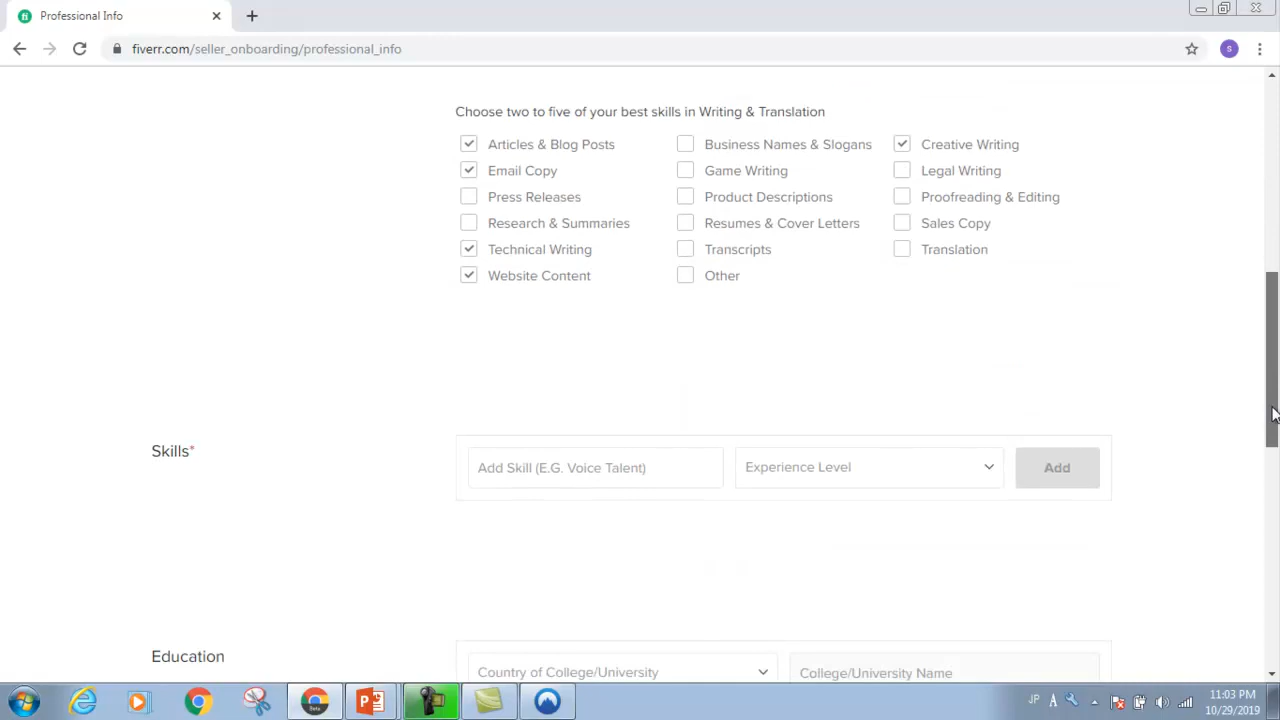 Professional Info
fiverr.com/seller_onboarding/professional_info
s
Choose two to five of your best skills in Writing & Translation
Articles & Blog Posts Business Names & Slogans Creative Writing
Email Copy Game Writing Legal Writing
Press Releases Product Descriptions Proofreading & Editing
Research & Summaries Resumes & Cover Letters Sales Copy
Technical Writing Transcripts Translation
Website Content Other
Skills*
Add Skill (E.G. Voice Talent) Experience Level Add
Education
Country of College/University College/University Name
JP A 11:03 PM
10/29/2019